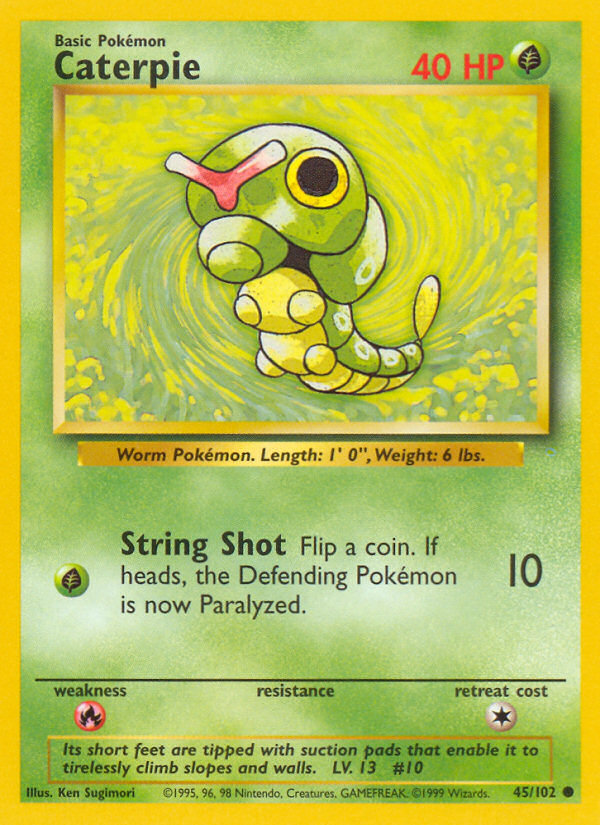 Basic Pokémon
Caterpie
40 HP
Worm Pokémon. Length: 1' 0", Weight: 6 lbs.
String Shot Flip a coin. If
heads, the Defending Pokémon
is now Paralyzed.
10
weakness resistance retreat cost
Its short feet are tipped with suction pads that enable it to
tirelessly climb slopes and walls. LV. 13 #10
Illus. Ken Sugimori ©1995, 96, 98 Nintendo, Creatures, GAMEFREAK. ©1999 Wizards. 45/102